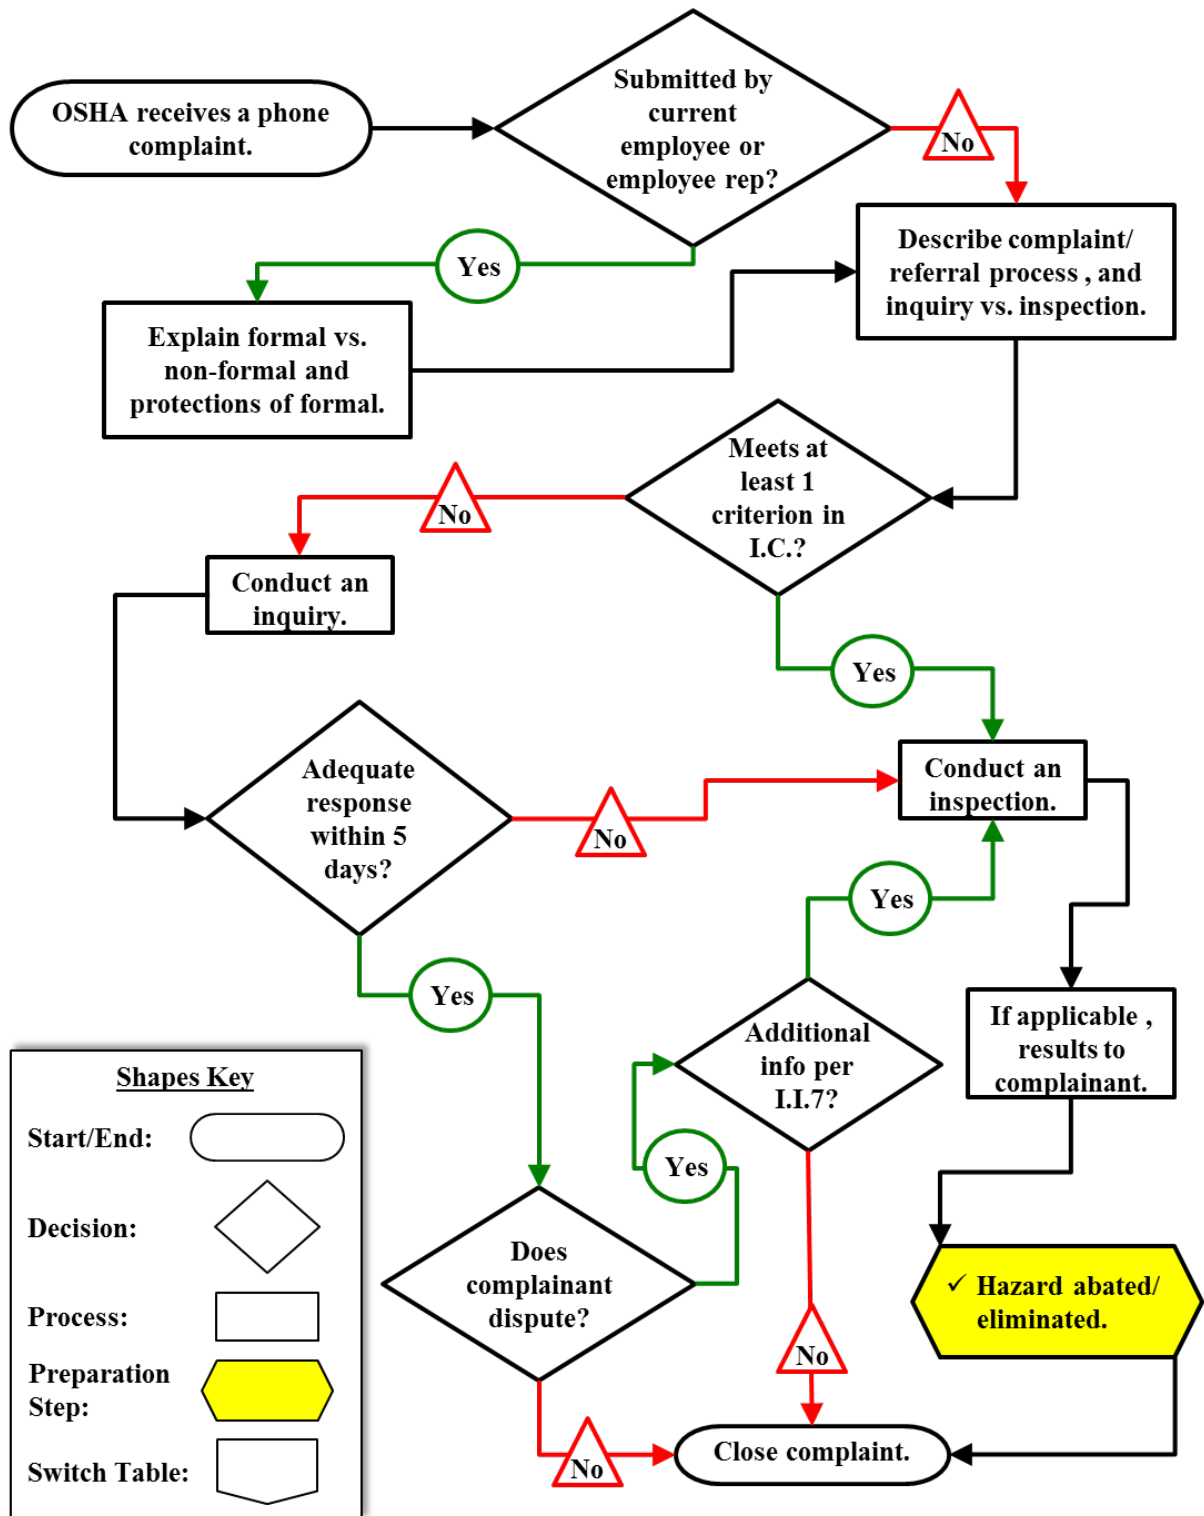 OSHA receives a phone
complaint.
Submitted by
current
employee or
employee rep?
No
Yes
Describe complaint/
referral process , and
inquiry vs. inspection.
Explain formal vs.
non-formal and
protections of formal.
Meets at
least 1
criterion in
I.C.?
No
Conduct an
inquiry.
Yes
Adequate
response
within 5
days?
No
Conduct an
inspection.
Yes
Yes
Additional
info per
I.I.7?
If applicable ,
results to
complainant.
Yes
Does
complainant
dispute?
✓ Hazard abated/
eliminated.
No
No
Close complaint.
Shapes Key
Start/End:
Decision:
Process:
Preparation
Step:
Switch Table: